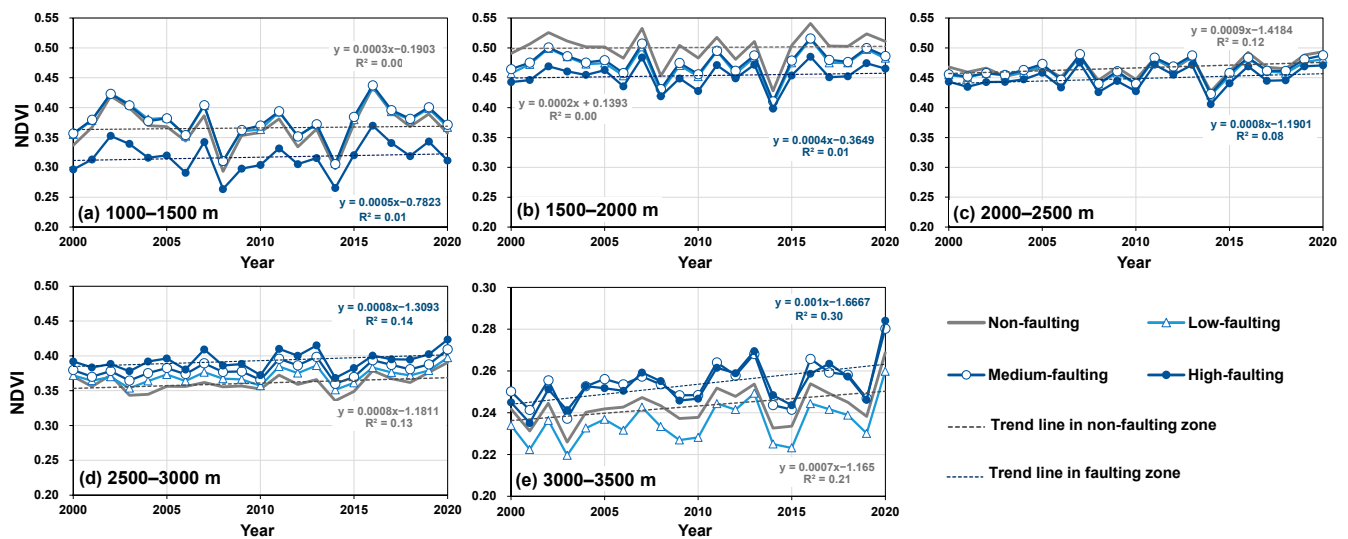 0.55
0.50
0.45
0.40
0.35
0.30
0.25
0.20
NDVI
y = 0.0003x−0.1903
R² = 0.00
y = 0.0005x−0.7823
R² = 0.01
(a) 1000–1500 m
2000 2005 2010 2015 2020
Year
0.55
0.50
0.45
0.40
0.35
0.30
0.25
0.20
y = 0.0002x + 0.1393
R² = 0.00
y = 0.0004x−0.3649
R² = 0.01
(b) 1500–2000 m
2000 2005 2010 2015 2020
Year
0.55
0.50
0.45
0.40
0.35
0.30
0.25
0.20
y = 0.0009x−1.4184
R² = 0.12
y = 0.0008x−1.1901
R² = 0.08
(c) 2000–2500 m
2000 2005 2010 2015 2020
Year
0.50
0.45
0.40
0.35
0.30
0.25
0.20
NDVI
y = 0.0008x−1.3093
R² = 0.14
y = 0.0008x−1.1811
R² = 0.13
(d) 2500–3000 m
2000 2005 2010 2015 2020
Year
0.30
0.28
0.26
0.24
0.22
0.20
y = 0.001x−1.6667
R² = 0.30
y = 0.0007x−1.165
R² = 0.21
(e) 3000–3500 m
2000 2005 2010 2015 2020
Year
Non-faulting Low-faulting
Medium-faulting High-faulting
Trend line in non-faulting zone
Trend line in faulting zone